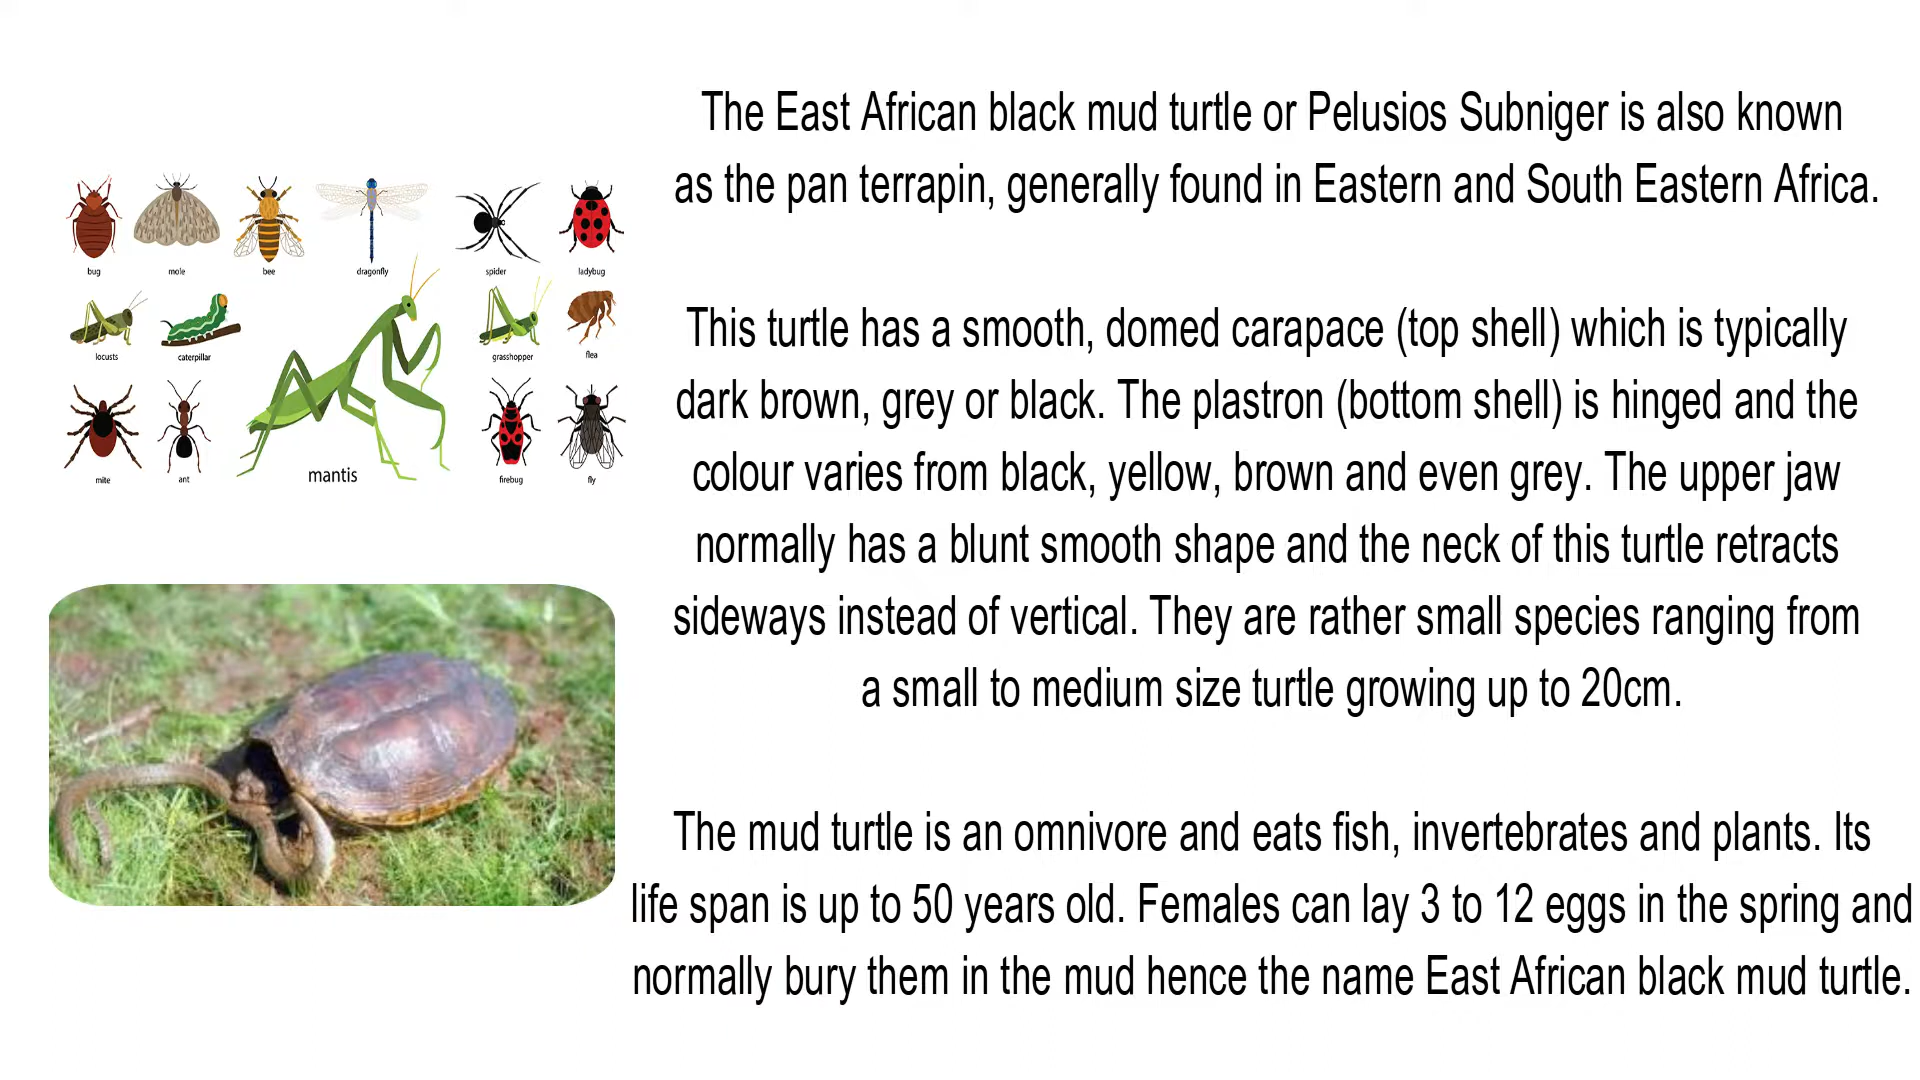 bug
mole
bee
dragonfly
spider
ladybug
locusts
caterpillar
grasshopper
flea
mite
ant
mantis
firebug
fly
The East African black mud turtle or Pelusios Subniger is also known
as the pan terrapin, generally found in Eastern and South Eastern Africa.
This turtle has a smooth, domed carapace (top shell) which is typically
dark brown, grey or black. The plastron (bottom shell) is hinged and the
colour varies from black, yellow, brown and even grey. The upper jaw
normally has a blunt smooth shape and the neck of this turtle retracts
sideways instead of vertical. They are rather small species ranging from
a small to medium size turtle growing up to 20cm.
The mud turtle is an omnivore and eats fish, invertebrates and plants. Its
life span is up to 50 years old. Females can lay 3 to 12 eggs in the spring and
normally bury them in the mud hence the name East African black mud turtle.